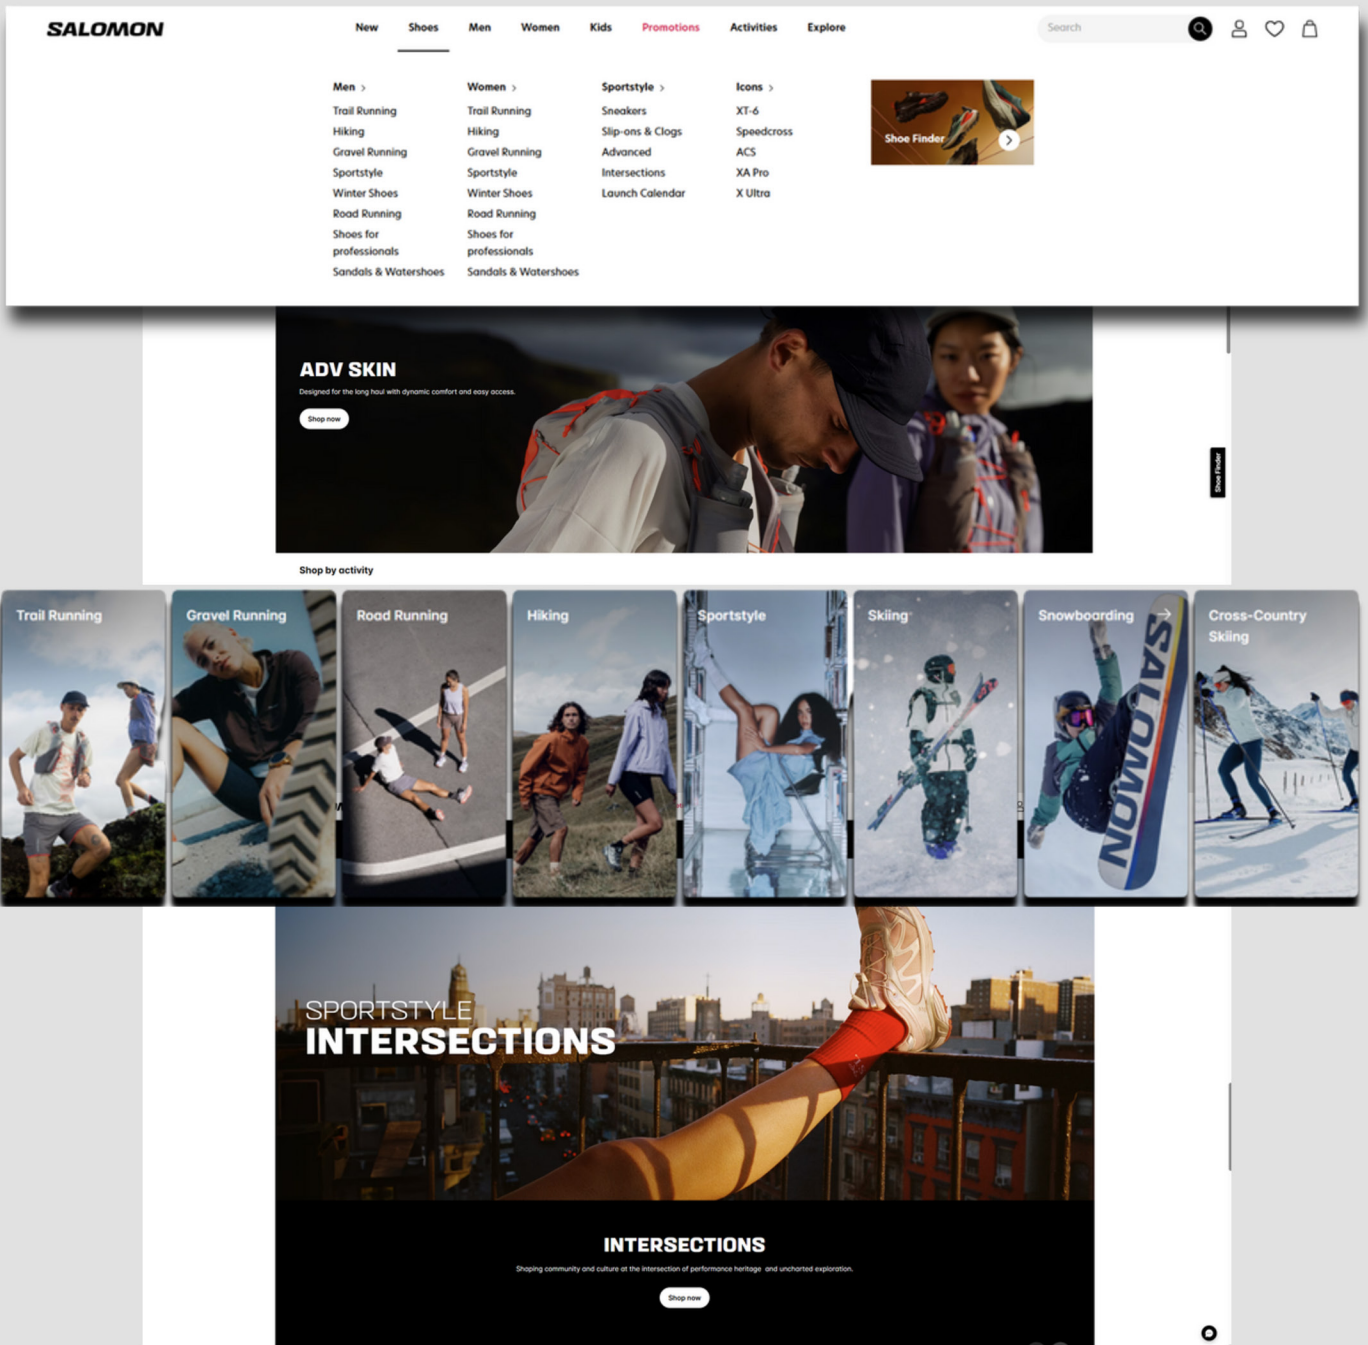 SALOMON
New Shoes Men Women Kids Promotions Activities Explore
Search
Men Women Sportstyle Icons
Trail Running Trail Running Sneakers XT-6
Hiking Hiking Slip-ons & Clogs Speedcross
Gravel Running Gravel Running Advanced ACS
Sportstyle Sportstyle Intersections XA Pro
Winter Shoes Winter Shoes Launch Calendar X Ultra
Road Running Road Running
Shoes for Shoes for
professionals professionals
Sandals & Watershoes Sandals & Watershoes
Shoe Finder
ADV SKIN
Designed for the long haul with dynamic comfort and easy access.
Shop now
Shoe Finder
Shop by activity
Trail Running
Gravel Running
Road Running
Hiking
Sportstyle
Skiing
Snowboarding
SALOMON
Cross-Country
Skiing
SPORTSTYLE
INTERSECTIONS
INTERSECTIONS
Shaping community and culture at the intersection of performance heritage and uncharted exploration.
Shop now